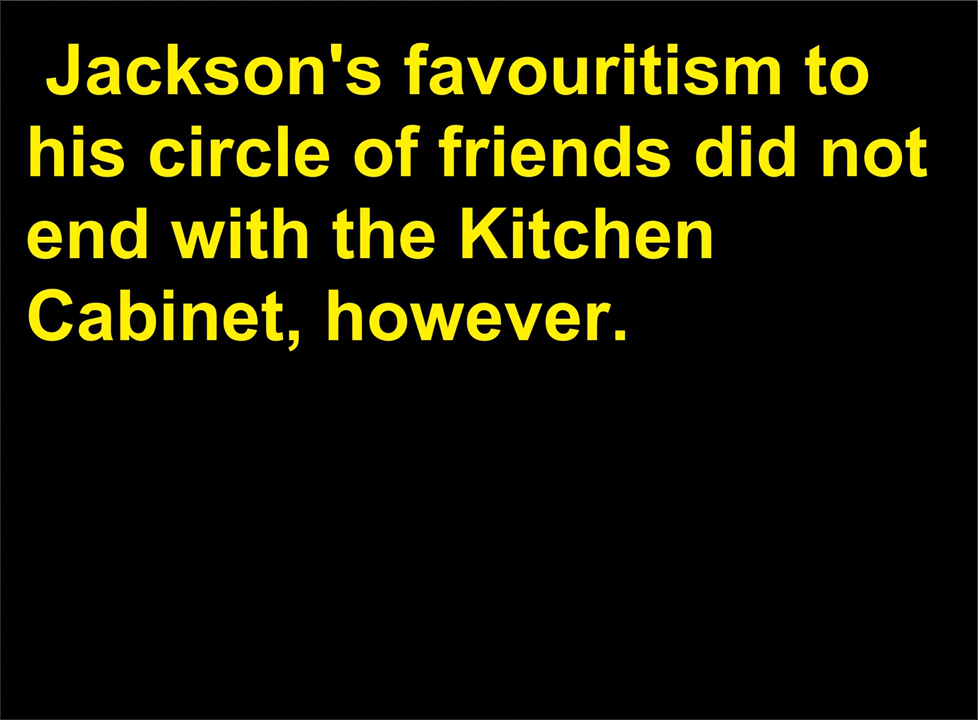 Jackson's favouritism to
his circle of friends did not
end with the Kitchen
Cabinet, however.